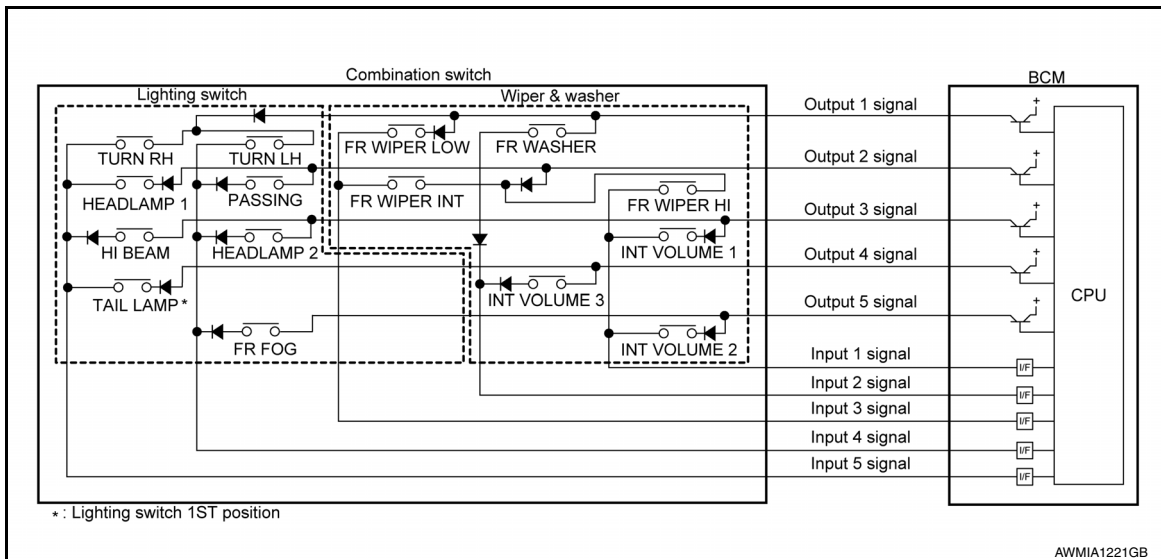 Combination switch
BCM
Lighting switch
Wiper & washer
Output 1 signal
+
TURN RH
TURN LH
FR WIPER LOW
FR WASHER
Output 2 signal
+
HEADLAMP 1
PASSING
FR WIPER INT
FR WIPER HI
Output 3 signal
+
HI BEAM
HEADLAMP 2
INT VOLUME 1
Output 4 signal
+
TAIL LAMP*
INT VOLUME 3
CPU
Output 5 signal
+
FR FOG
INT VOLUME 2
Input 1 signal
I/F
Input 2 signal
I/F
Input 3 signal
I/F
Input 4 signal
I/F
Input 5 signal
I/F
* : Lighting switch 1ST position
AWMIA1221GB